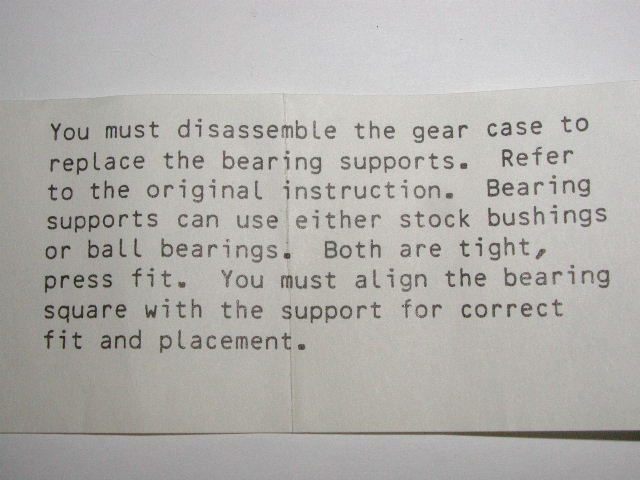 You must disassemble the gear case to
replace the bearing supports.  Refer
to the original instruction.  Bearing
supports can use either stock bushings
or ball bearings.  Both are tight,
press fit.  You must align the bearing
square with the support for correct
fit and placement.